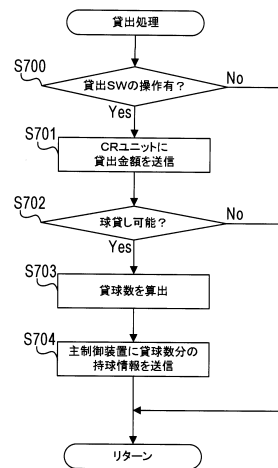 貸出処理
S700
貸出SWの操作有？
No
Yes
S701
CRユニットに
貸出金額を送信
S702
球貸し可能？
No
Yes
S703
貸球数を算出
S704
主制御装置に貸球数分の
持球情報を送信
リターン